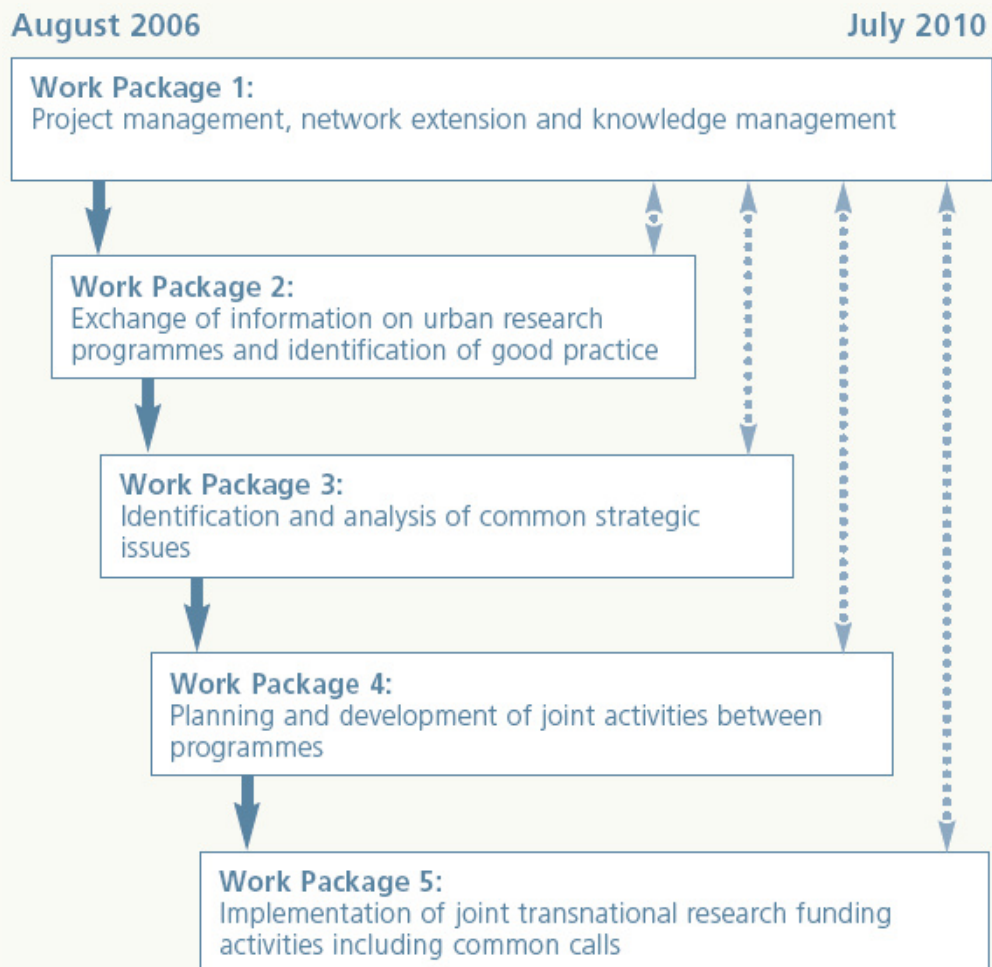 August 2006
July 2010
Work Package 1:
Project management, network extension and knowledge management
Work Package 2:
Exchange of information on urban research
programmes and identification of good practice
Work Package 3:
Identification and analysis of common strategic
issues
Work Package 4:
Planning and development of joint activities between
programmes
Work Package 5:
Implementation of joint transnational research funding
activities including common calls